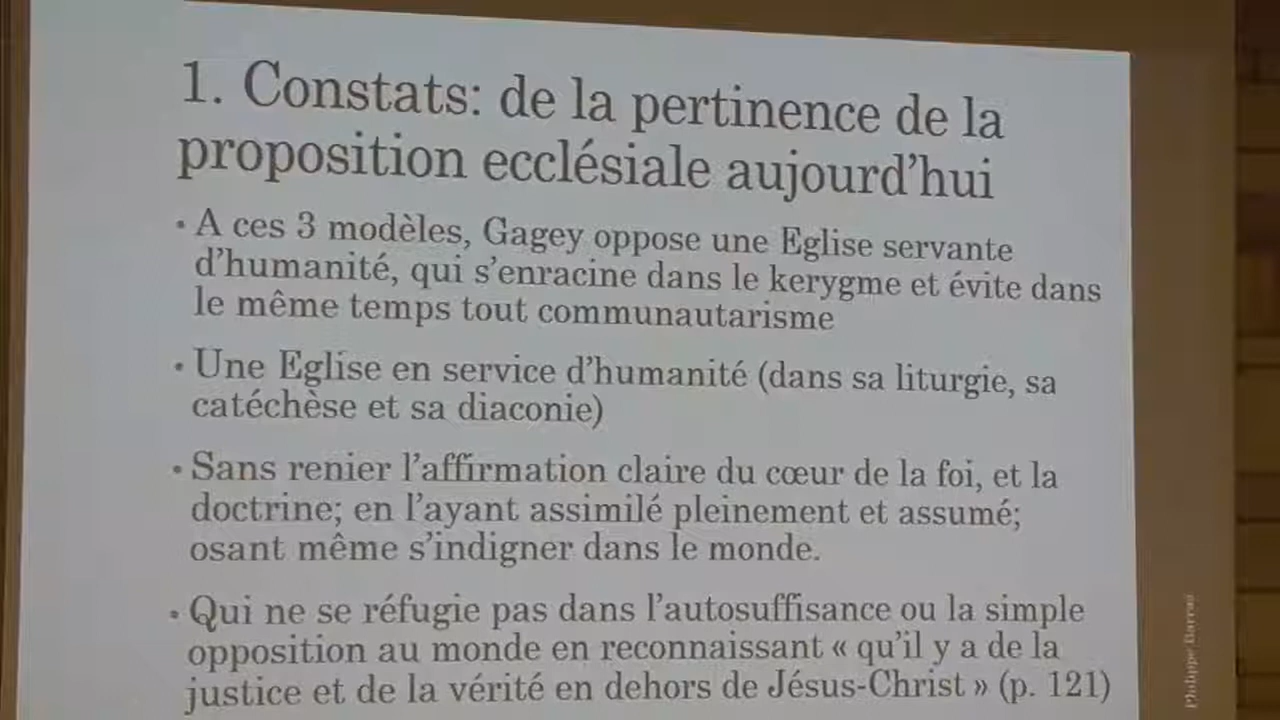 1. Constats: de la pertinence de la
proposition ecclésiale aujourd'hui
• A ces 3 modèles, Gagey oppose une Eglise servante
d'humanité, qui s'enracine dans le kerygme et évite dans
le même temps tout communautarisme
• Une Eglise en service d'humanité (dans sa liturgie, sa
catéchèse et sa diaconie)
• Sans renier l'affirmation claire du cœur de la foi, et la
doctrine; en l'ayant assimilé pleinement et assumé;
osant même s'indigner dans le monde.
• Qui ne se réfugie pas dans l'autosuffisance ou la simple
opposition au monde en reconnaissant « qu'il y a de la
justice et de la vérité en dehors de Jésus-Christ » (p. 121)
Philippe